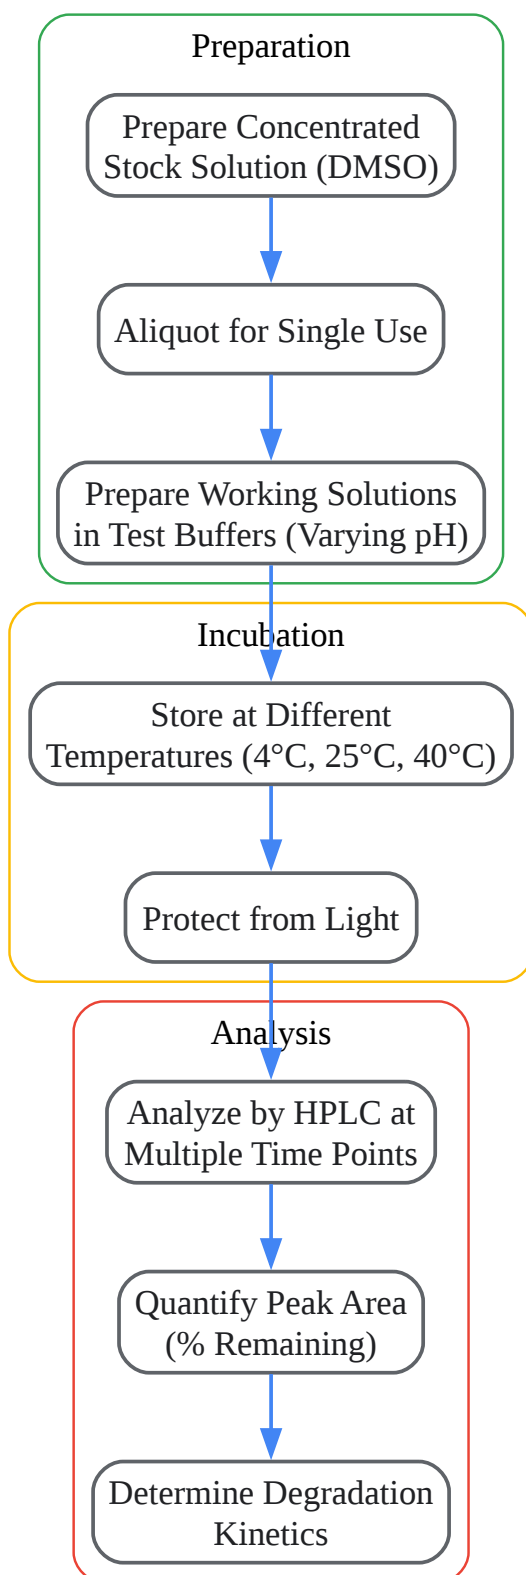 Preparation
Prepare Concentrated
Stock Solution (DMSO)
Aliquot for Single Use
Prepare Working Solutions
in Test Buffers (Varying pH)
Incubation
Store at Different
Temperatures (4°C, 25°C, 40°C)
Protect from Light
Analysis
Analyze by HPLC at
Multiple Time Points
Quantify Peak Area
(% Remaining)
Determine Degradation
Kinetics